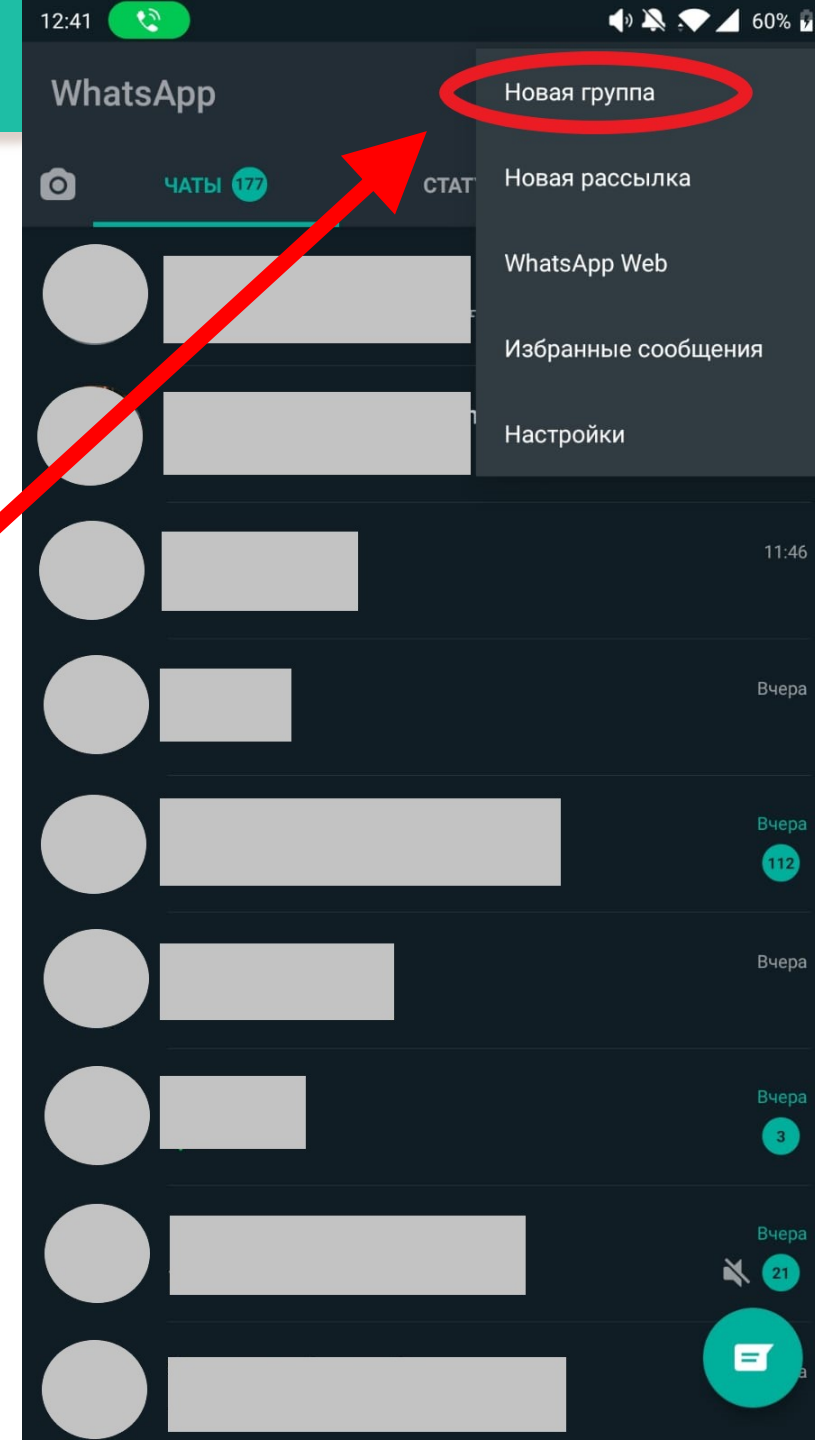 12:41
60%
WhatsApp
Новая группа
ЧАТЫ 177
Новая рассылка
WhatsApp Web
Избранные сообщения
Настройки
11:46
Вчера
Вчера
112
Вчера
Вчера
3
Вчера
21